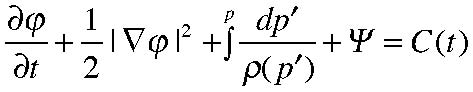 ∂φ/∂t + 1/2 |∇φ|² + ∫^p dp′/ρ(p′) + Ψ = C(t)